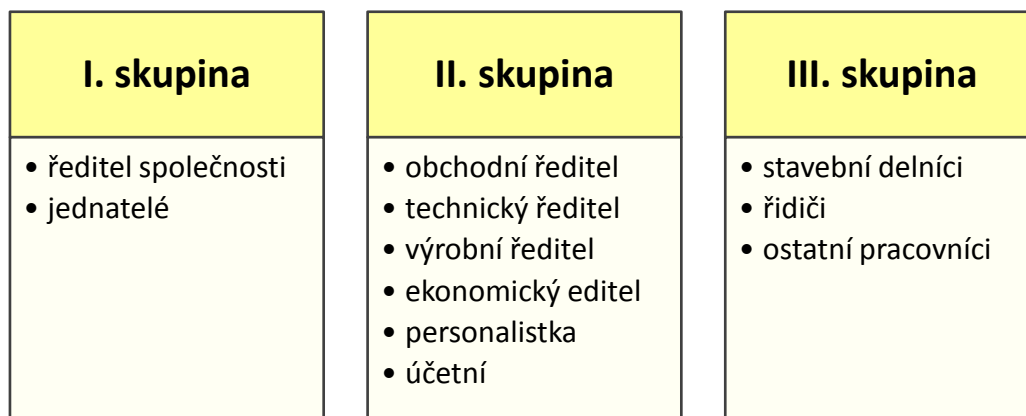 I. skupina
• ředitel společnosti
• jednatelé
II. skupina
• obchodní ředitel
• technický ředitel
• výrobní ředitel
• ekonomický editel
• personalistka
• účetní
III. skupina
• stavební delníci
• řidiči
• ostatní pracovníci